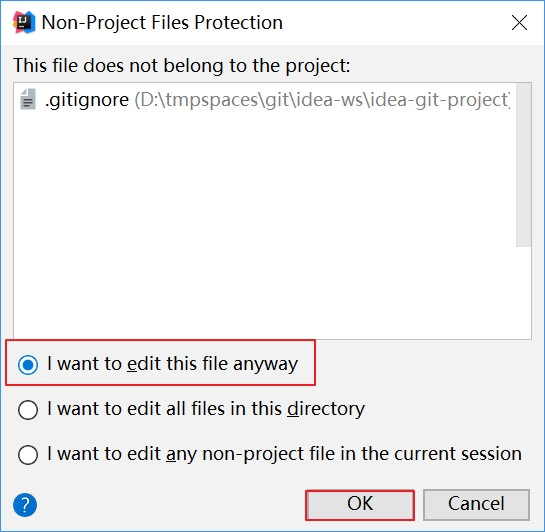 Non-Project Files Protection
This file does not belong to the project:
.gitignore (D:\tmpspaces\git\idea-ws\idea-git-project)
I want to edit this file anyway
I want to edit all files in this directory
I want to edit any non-project file in the current session
?
OK
Cancel